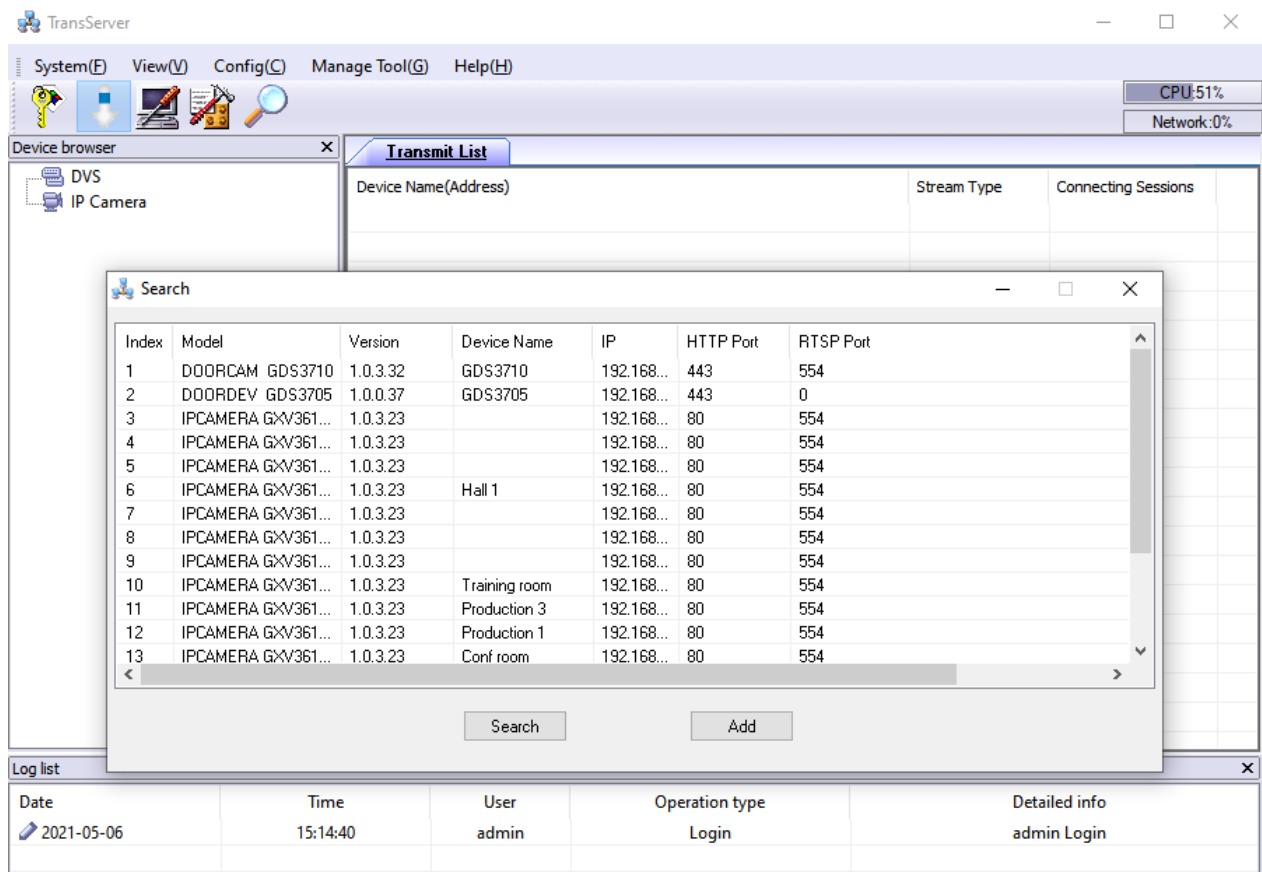 TransServer
System(F) View(V) Config(C) Manage Tool(G) Help(H)
CPU:51%
Network:0%
Device browser
DVS
IP Camera
Transmit List
Device Name(Address) Stream Type Connecting Sessions
Search
Index Model Version Device Name IP HTTP Port RTSP Port
1 DOORCAM GDS3710 1.0.3.32 GDS3710 192.168... 443 554
2 DOORDEV GDS3705 1.0.0.37 GDS3705 192.168... 443 0
3 IPCAMERA GXV361... 1.0.3.23 192.168... 80 554
4 IPCAMERA GXV361... 1.0.3.23 192.168... 80 554
5 IPCAMERA GXV361... 1.0.3.23 192.168... 80 554
6 IPCAMERA GXV361... 1.0.3.23 Hall 1 192.168... 80 554
7 IPCAMERA GXV361... 1.0.3.23 192.168... 80 554
8 IPCAMERA GXV361... 1.0.3.23 192.168... 80 554
9 IPCAMERA GXV361... 1.0.3.23 192.168... 80 554
10 IPCAMERA GXV361... 1.0.3.23 Training room 192.168... 80 554
11 IPCAMERA GXV361... 1.0.3.23 Production 3 192.168... 80 554
12 IPCAMERA GXV361... 1.0.3.23 Production 1 192.168... 80 554
13 IPCAMERA GXV361... 1.0.3.23 Conf room 192.168... 80 554
Search Add
Log list
Date Time User Operation type Detailed info
2021-05-06 15:14:40 admin Login admin Login